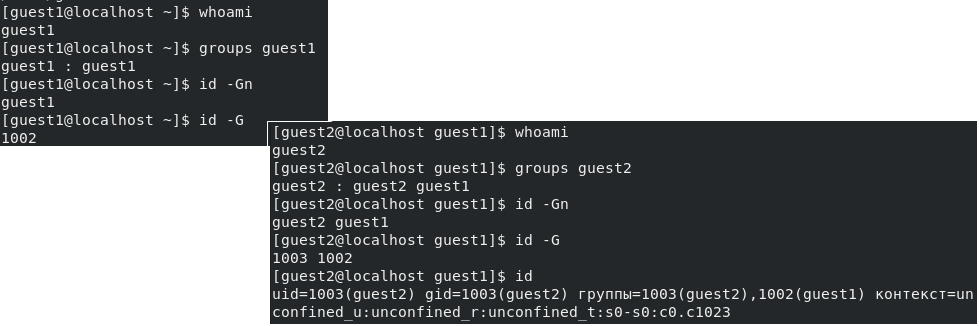 [guest1@localhost ~]$ whoami
guest1
[guest1@localhost ~]$ groups guest1
guest1 : guest1
[guest1@localhost ~]$ id -Gn
guest1
[guest1@localhost ~]$ id -G
1002
[guest2@localhost guest1]$ whoami
guest2
[guest2@localhost guest1]$ groups guest2
guest2 : guest2 guest1
[guest2@localhost guest1]$ id -Gn
guest2 guest1
[guest2@localhost guest1]$ id -G
1003 1002
[guest2@localhost guest1]$ id
uid=1003(guest2) gid=1003(guest2) группы=1003(guest2),1002(guest1) контекст=un
confined_u:unconfined_r:unconfined_t:s0-s0:c0.c1023